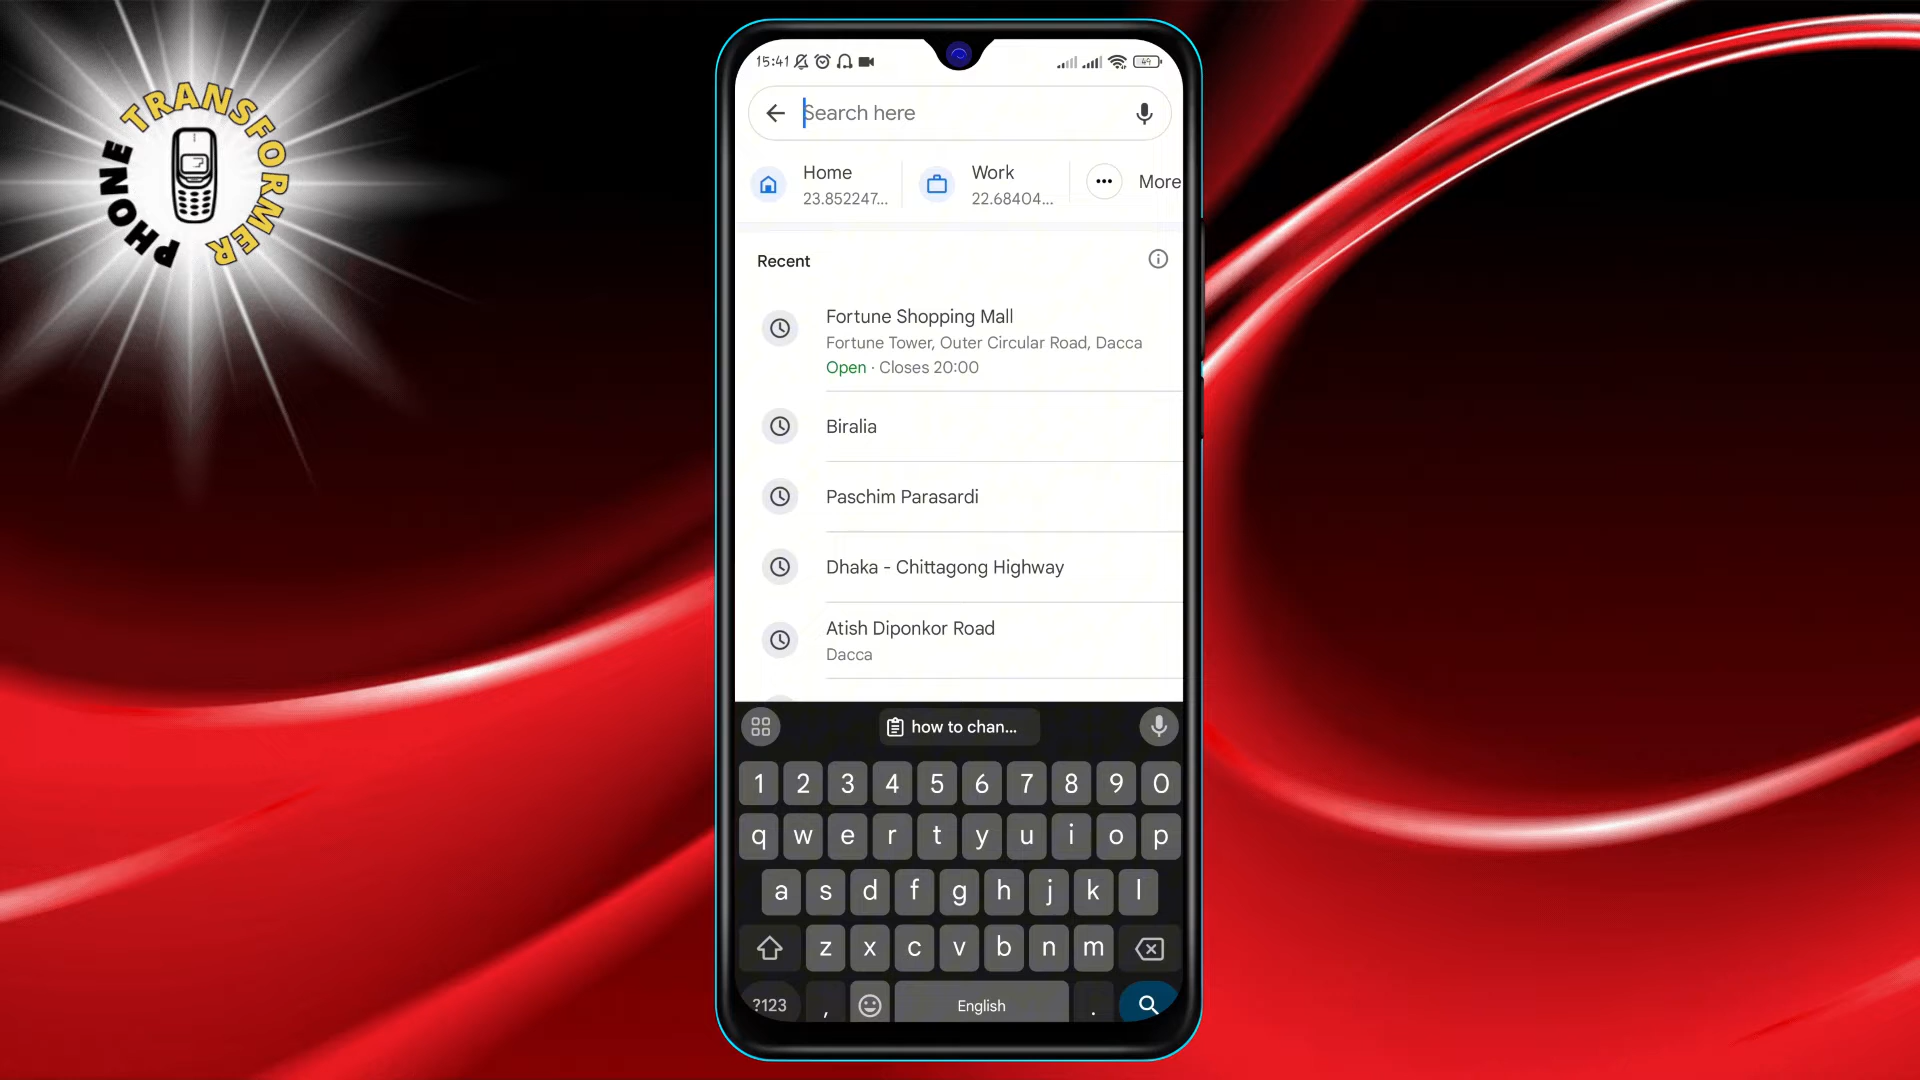 PHONE TRANSFORMER
15:41
49
Search here
Home
23.852247...
Work
22.68404...
More
Recent
Fortune Shopping Mall
Fortune Tower, Outer Circular Road, Dacca
Open · Closes 20:00
Biralia
Paschim Parasardi
Dhaka - Chittagong Highway
Atish Diponkor Road
Dacca
how to chan...
1 2 3 4 5 6 7 8 9 0
q w e r t y u i o p
a s d f g h j k l
z x c v b n m
?123 , English .